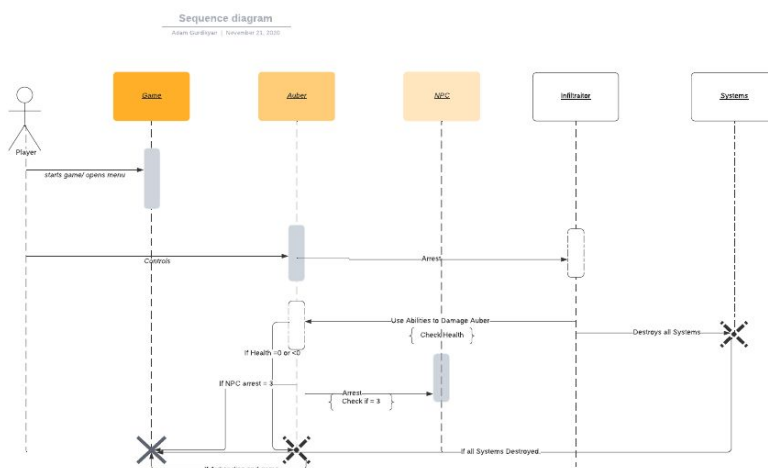 Sequence diagram
Adam Gurdhyan | November 21, 2020
Game
Auber
NPC
Infiltraitor
Systems
Player
starts game/ opens menu
Controls
Arrest
Use Abilities to Damage Auber
Check Health
Destroys all Systems
If Health =0 or <0
If NPC arrest = 3
Arrest
Check if = 3
If all Systems Destroyed